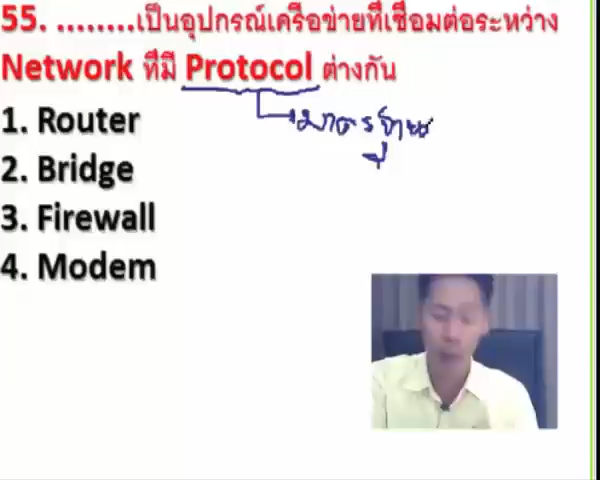 55. ........เป็นอุปกรณ์เครือข่ายที่เชื่อมต่อระหว่าง
Network ที่มี Protocol ต่างกัน
มาตรฐาน
1. Router
2. Bridge
3. Firewall
4. Modem